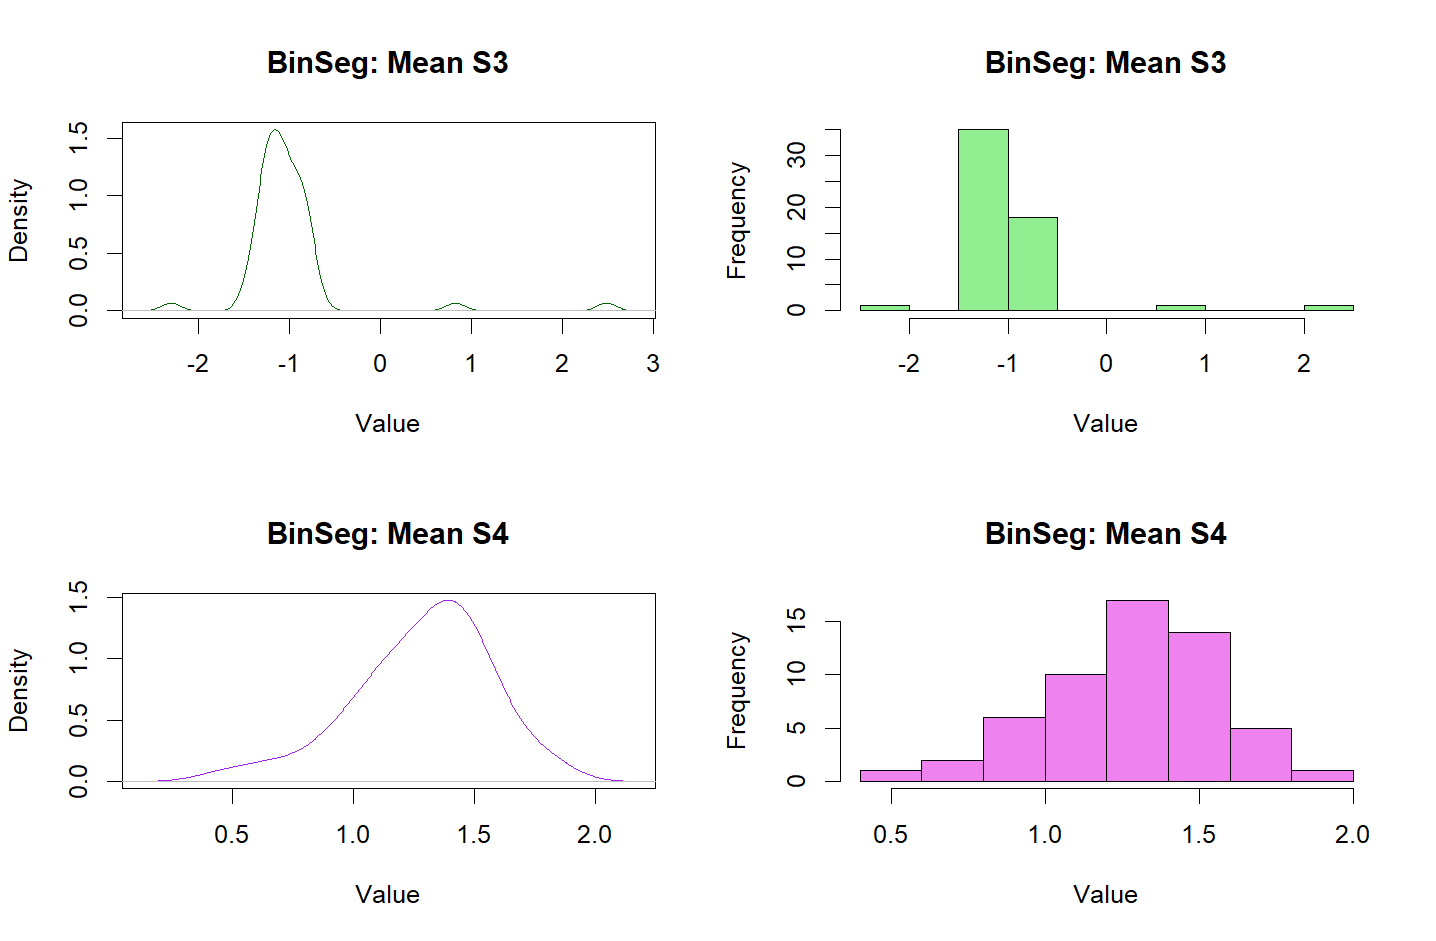 BinSeg: Mean S3
Density
0.0 0.5 1.0 1.5
-2 -1 0 1 2 3
Value
BinSeg: Mean S3
Frequency
0 10 20 30
-2 -1 0 1 2
Value
BinSeg: Mean S4
Density
0.0 0.5 1.0 1.5
0.5 1.0 1.5 2.0
Value
BinSeg: Mean S4
Frequency
0 5 10 15
0.5 1.0 1.5 2.0
Value